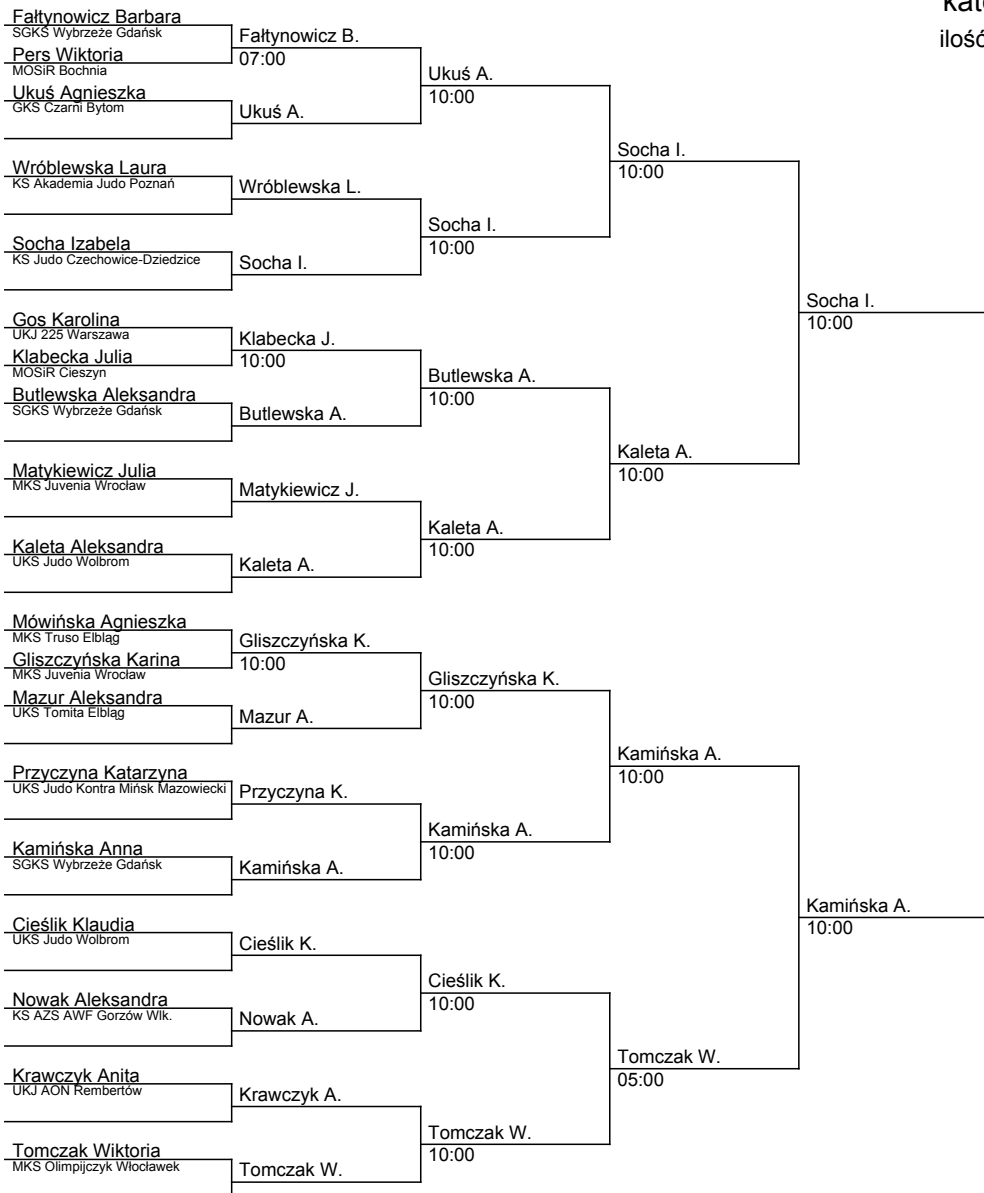 kate
ilość
Fałtynowicz Barbara
SGKS Wybrzeże Gdańsk
Pers Wiktoria
MOSiR Bochnia
Ukuś Agnieszka
GKS Czarni Bytom
Wróblewska Laura
KS Akademia Judo Poznań
Socha Izabela
KS Judo Czechowice-Dziedzice
Gos Karolina
UKJ 225 Warszawa
Klabecka Julia
MOSiR Cieszyn
Butlewska Aleksandra
SGKS Wybrzeże Gdańsk
Matykiewicz Julia
MKS Juvenia Wrocław
Kaleta Aleksandra
UKS Judo Wolbrom
Mówińska Agnieszka
MKS Truso Elbląg
Gliszczyńska Karina
MKS Juvenia Wrocław
Mazur Aleksandra
UKS Tomita Elbląg
Przyczyna Katarzyna
UKS Judo Kontra Mińsk Mazowiecki
Kamińska Anna
SGKS Wybrzeże Gdańsk
Cieślik Klaudia
UKS Judo Wolbrom
Nowak Aleksandra
KS AZS AWF Gorzów Wlk.
Krawczyk Anita
UKJ AON Rembertów
Tomczak Wiktoria
MKS Olimpijczyk Włocławek
Fałtynowicz B.
07:00
Ukuś A.
Wróblewska L.
Socha I.
Klabecka J.
10:00
Butlewska A.
Matykiewicz J.
Kaleta A.
Gliszczyńska K.
10:00
Mazur A.
Przyczyna K.
Kamińska A.
Cieślik K.
Nowak A.
Krawczyk A.
Tomczak W.
Ukuś A.
10:00
Socha I.
10:00
Butlewska A.
10:00
Kaleta A.
10:00
Gliszczyńska K.
10:00
Kamińska A.
10:00
Cieślik K.
10:00
Tomczak W.
10:00
Socha I.
10:00
Kaleta A.
10:00
Kamińska A.
10:00
Tomczak W.
05:00
Socha I.
10:00
Kamińska A.
10:00